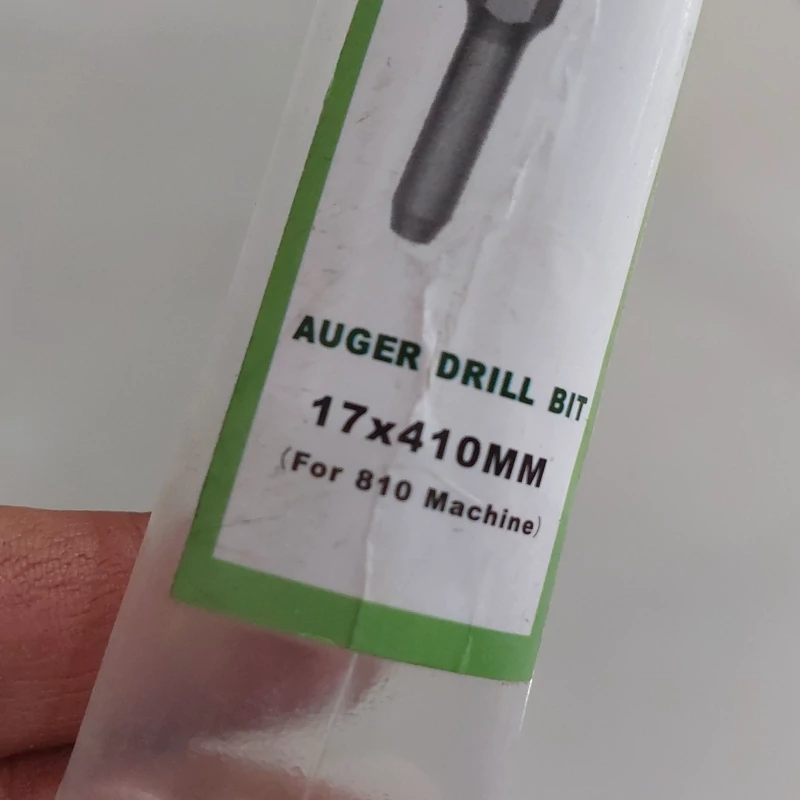 AUGER DRILL BIT
17x410MM
(For 810 Machine)